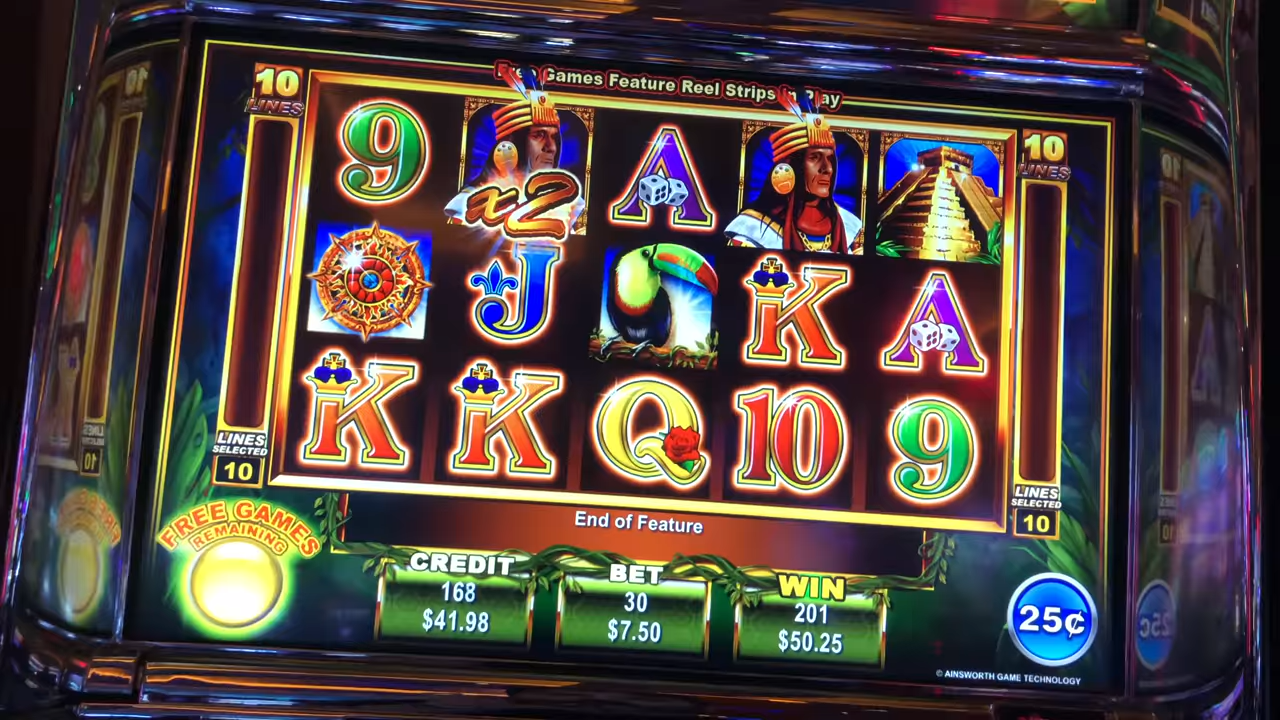 Free Games Feature Reel Strips in Play
10
LINES
10
LINES
9
x2
A
J
K
A
K
K
Q
10
9
LINES
SELECTED
10
LINES
SELECTED
10
End of Feature
FREE GAMES
REMAINING
CREDIT
168
$41.98
BET
30
$7.50
WIN
201
$50.25
25¢
© AINSWORTH GAME TECHNOLOGY